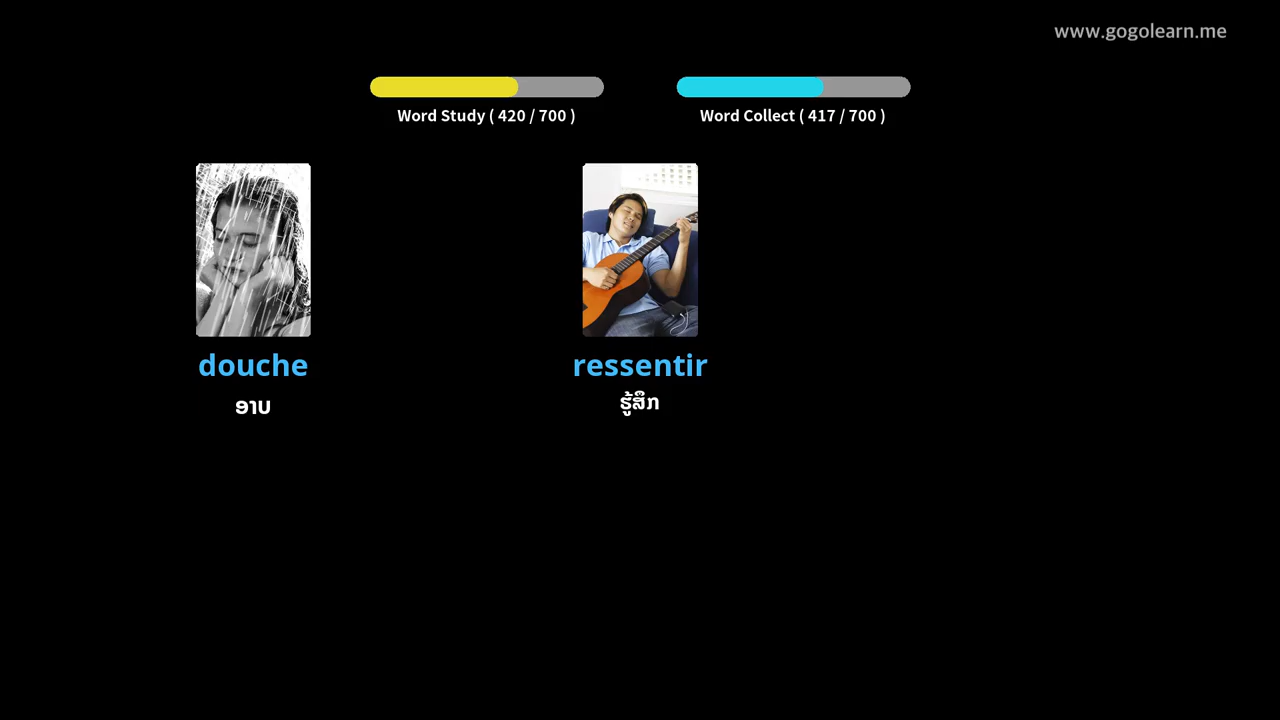 www.gogolearn.me
Word Study ( 420 / 700 )
Word Collect ( 417 / 700 )
douche
ອາບ
ressentir
ຮູ້ສຶກ